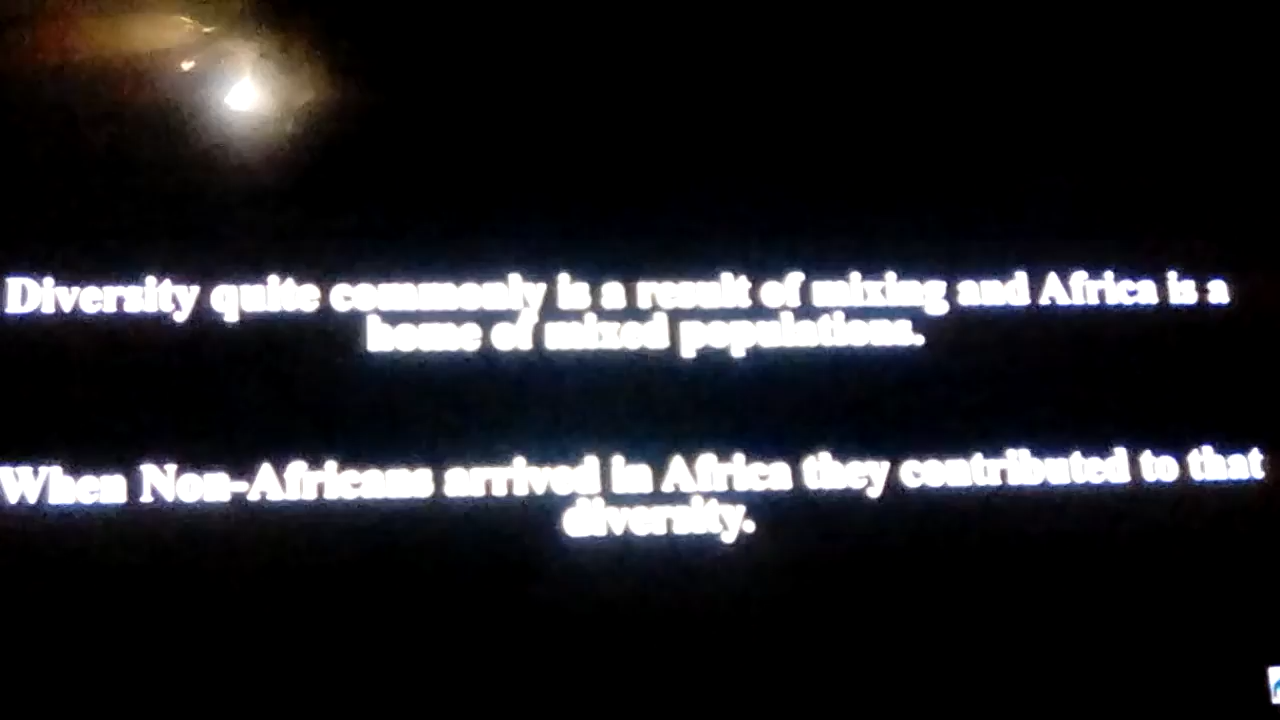 Diversity quite commonly is a result of mixing and Africa is a
home of mixed populations.
When Non-Africans arrived in Africa they contributed to that
diversity.